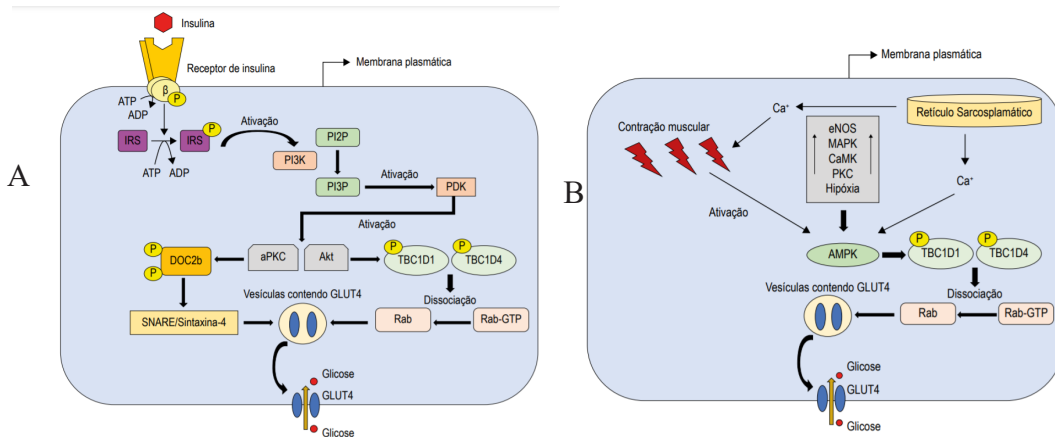 A
Insulina
Receptor de insulina
Membrana plasmática
β
P
ATP
ADP
IRS
IRS
P
ATP
ADP
Ativação
PI3K
PI2P
PI3P
Ativação
PDK
Ativação
P
P
DOC2b
aPKC
Akt
P
TBC1D1
P
TBC1D4
Vesículas contendo GLUT4
Dissociação
SNARE/Sintaxina-4
Rab
Rab-GTP
Glicose
GLUT4
Glicose
B
Membrana plasmática
Ca⁺
Retículo Sarcosplamático
Contração muscular
eNOS
MAPK
CaMK
PKC
Hipóxia
Ca⁺
Ativação
AMPK
P
TBC1D1
P
TBC1D4
Vesículas contendo GLUT4
Dissociação
Rab
Rab-GTP
Glicose
GLUT4
Glicose